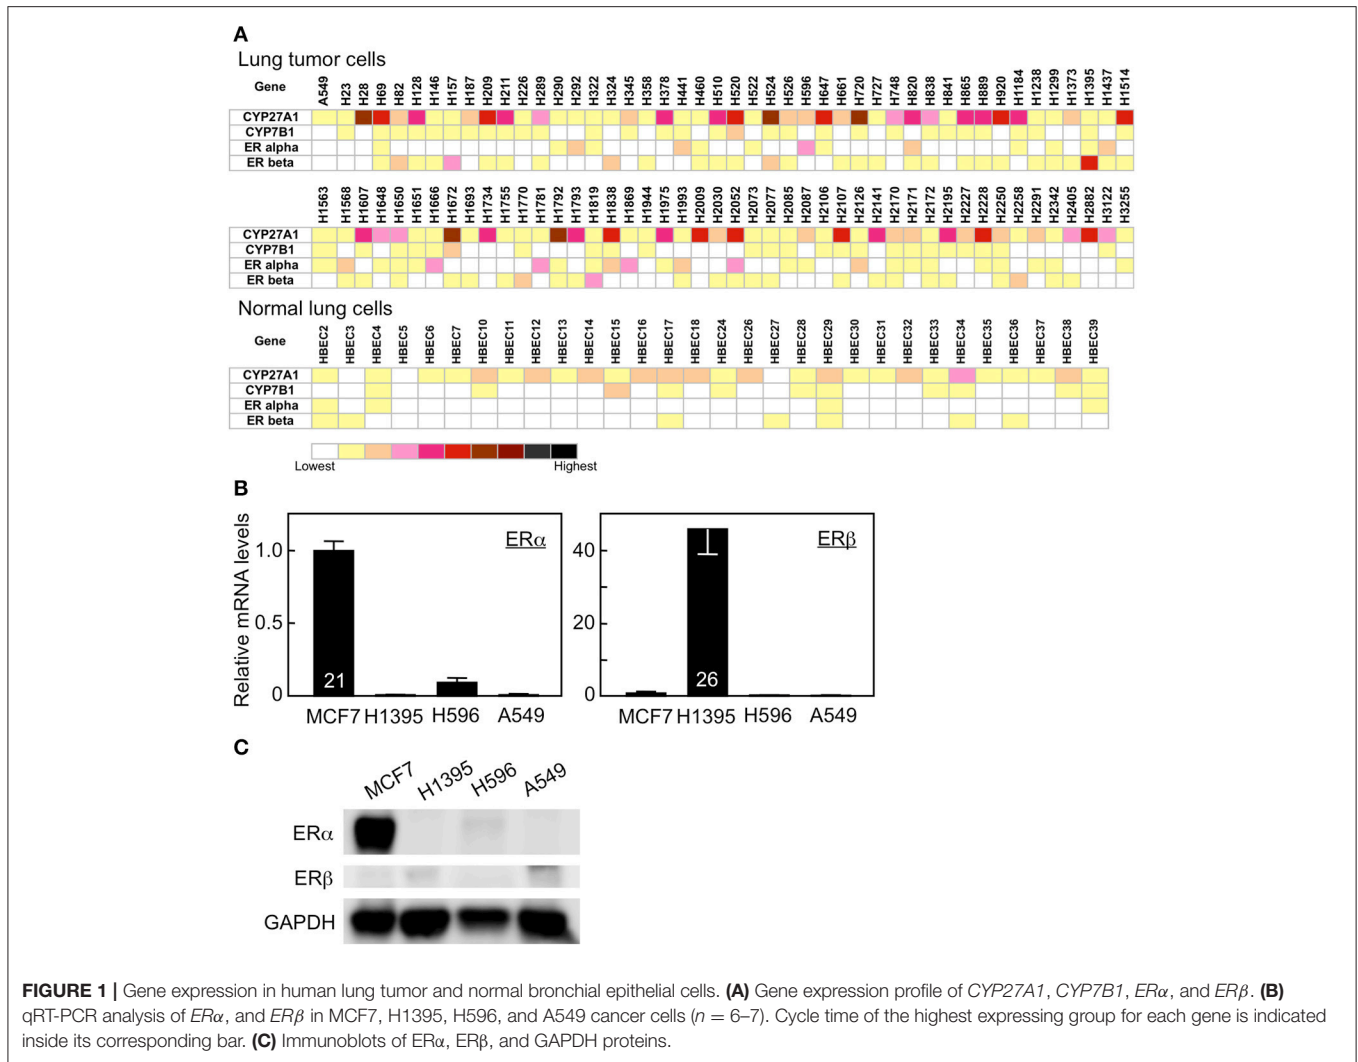 A
Lung tumor cells
Gene A549 H23 H28 H69 H82 H128 H146 H157 H187 H209 H211 H226 H289 H290 H292 H322 H324 H345 H358 H378 H441 H460 H510 H520 H522 H524 H526 H596 H647 H661 H720 H727 H748 H820 H838 H841 H865 H889 H920 H1184 H1238 H1299 H1373 H1395 H1437 H1514
CYP27A1
CYP7B1
ER alpha
ER beta
H1563 H1568 H1607 H1648 H1650 H1651 H1666 H1672 H1693 H1734 H1755 H1770 H1781 H1792 H1793 H1819 H1838 H1869 H1944 H1975 H1993 H2009 H2030 H2052 H2073 H2077 H2085 H2087 H2106 H2107 H2126 H2141 H2170 H2171 H2172 H2195 H2227 H2228 H2250 H2258 H2291 H2342 H2405 H2882 H3122 H3255
CYP27A1
CYP7B1
ER alpha
ER beta
Normal lung cells
Gene HBEC2 HBEC3 HBEC4 HBEC5 HBEC6 HBEC7 HBEC10 HBEC11 HBEC12 HBEC13 HBEC14 HBEC15 HBEC16 HBEC17 HBEC18 HBEC24 HBEC26 HBEC27 HBEC28 HBEC29 HBEC30 HBEC31 HBEC32 HBEC33 HBEC34 HBEC35 HBEC36 HBEC37 HBEC38 HBEC39
CYP27A1
CYP7B1
ER alpha
ER beta
Lowest Highest
B
Relative mRNA levels
1.0
0.5
0
ERα
21
MCF7 H1395 H596 A549
40
20
0
ERβ
26
MCF7 H1395 H596 A549
C
MCF7 H1395 H596 A549
ERα
ERβ
GAPDH
FIGURE 1 | Gene expression in human lung tumor and normal bronchial epithelial cells. (A) Gene expression profile of CYP27A1, CYP7B1, ERα, and ERβ. (B)
qRT-PCR analysis of ERα, and ERβ in MCF7, H1395, H596, and A549 cancer cells (n = 6–7). Cycle time of the highest expressing group for each gene is indicated
inside its corresponding bar. (C) Immunoblots of ERα, ERβ, and GAPDH proteins.